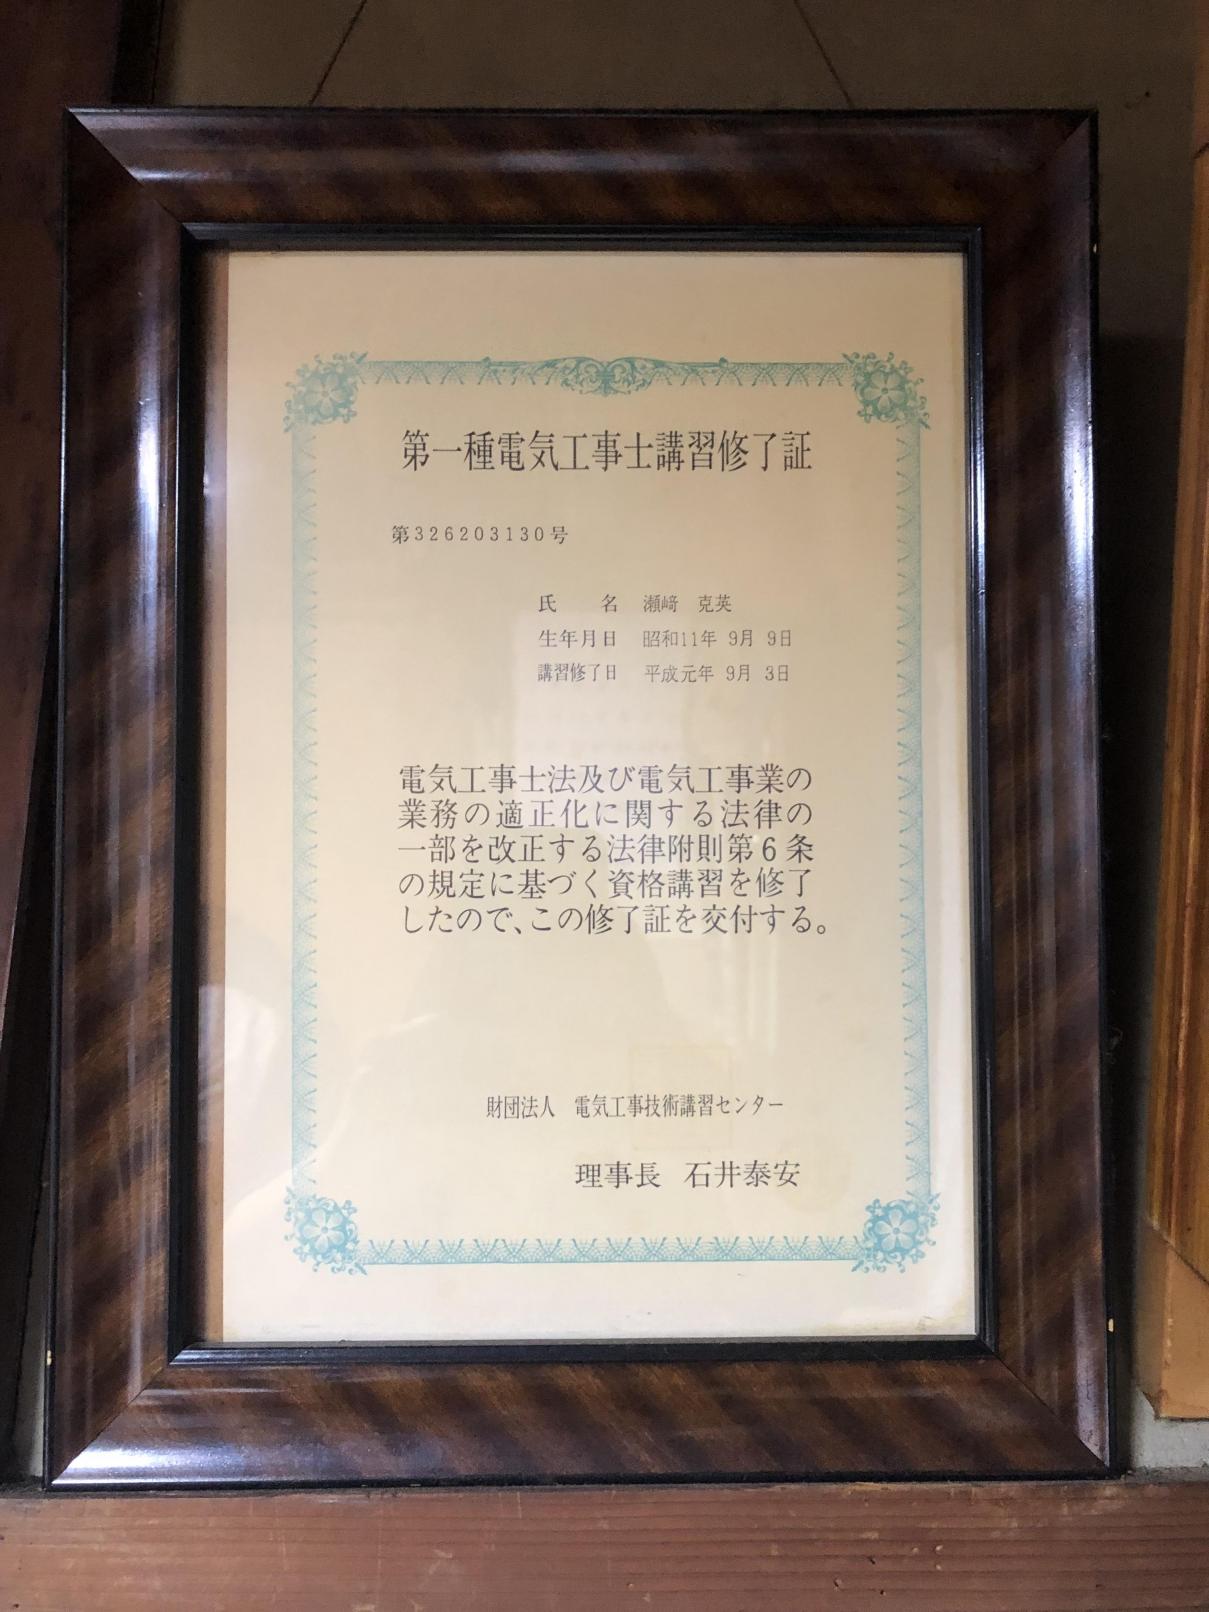 第一種電気工事士講習修了証
第326203130号
氏 名 瀬﨑 克英
生年月日 昭和11年 9月 9日
講習修了日 平成元年 9月 3日
電気工事士法及び電気工事業の
業務の適正化に関する法律の
一部を改正する法律附則第6条
の規定に基づく資格講習を修了
したので、この修了証を交付する。
財団法人 電気工事技術講習センター
理事長 石井泰安